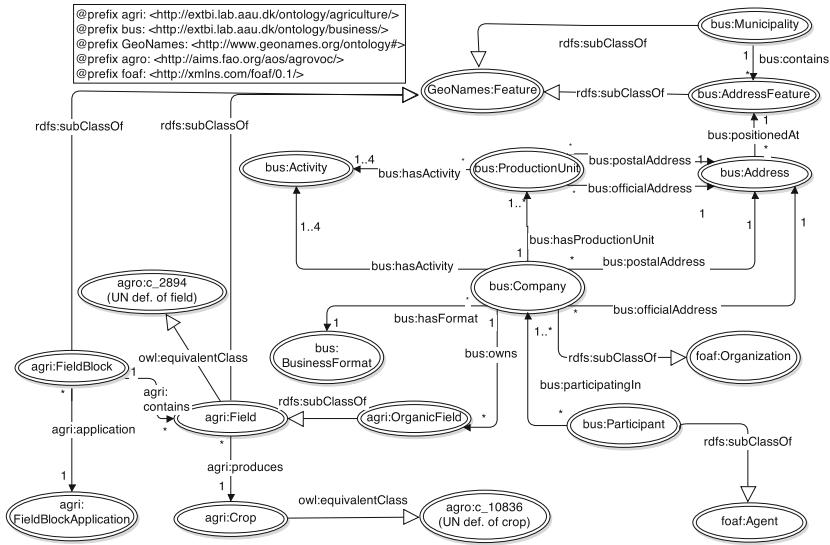 @prefix agri: <http://extbi.lab.aau.dk/ontology/agriculture/>
@prefix bus: <http://extbi.lab.aau.dk/ontology/business/>
@prefix GeoNames: <http://www.geonames.org/ontology#>
@prefix agro: <http://aims.fao.org/aos/agrovoc/>
@prefix foaf: <http://xmlns.com/foaf/0.1/>
bus:Municipality
rdfs:subClassOf
1
bus:contains
*
GeoNames:Feature
rdfs:subClassOf
bus:AddressFeature
rdfs:subClassOf
rdfs:subClassOf
1
bus:positionedAt
*
bus:Activity
1..4
bus:hasActivity
*
bus:ProductionUnit
*
bus:postalAddress
1
*
bus:officialAddress
1
bus:Address
1..*
1
1
1
1..4
bus:hasProductionUnit
1
bus:hasActivity
*
bus:postalAddress
bus:Company
agro:c_2894
(UN def. of field)
*
bus:hasFormat
1
1
1..*
*
bus:officialAddress
bus:
BusinessFormat
bus:owns
rdfs:subClassOf
foaf:Organization
owl:equivalentClass
agri:FieldBlock
1
*
agri:
contains
*
bus:participatingIn
rdfs:subClassOf
agri:Field
agri:OrganicField
*
*
bus:Participant
agri:application
*
rdfs:subClassOf
agri:produces
1
1
owl:equivalentClass
agri:
FieldBlockApplication
agri:Crop
agro:c_10836
(UN def. of crop)
foaf:Agent